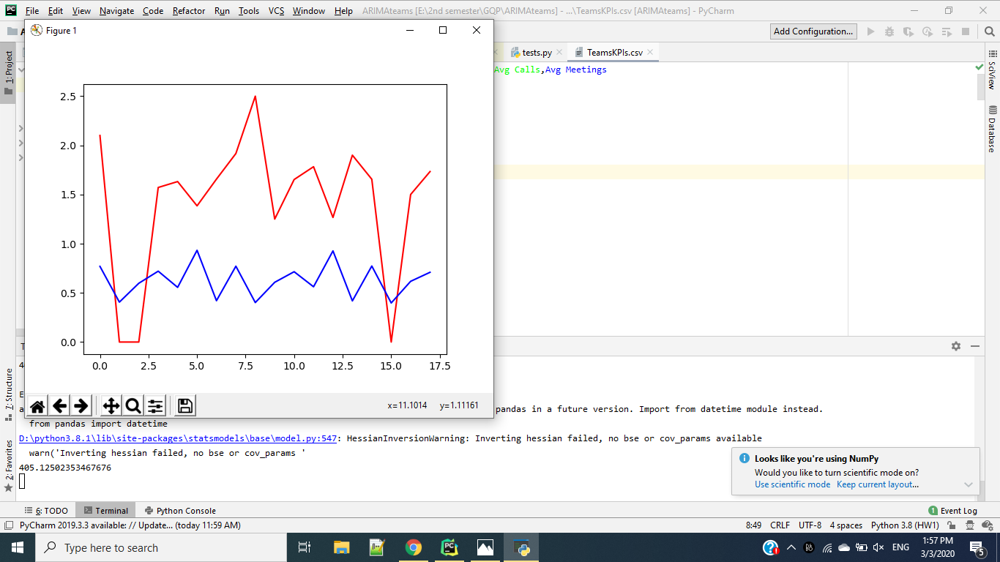 PC File Edit View Navigate Code Refactor Run Tools VCS Window Help ARIMAteams [E:\2nd semester\GQP\ARIMAteams] - ...\TeamsKPIs.csv [ARIMAteams] - PyCharm
Figure 1
Add Configuration...
tests.py
TeamsKPIs.csv
Avg Calls,Avg Meetings
1: Project
SciView
Database
2.5
2.0
1.5
1.0
0.5
0.0
0.0 2.5 5.0 7.5 10.0 12.5 15.0 17.5
x=11.1014 y=1.11161
7: Structure
2: Favorites
pandas in a future version. Import from datetime module instead.
from pandas import datetime
D:\python3.8.1\lib\site-packages\statsmodels\base\model.py:547: HessianInversionWarning: Inverting hessian failed, no bse or cov_params available
warn('Inverting hessian failed, no bse or cov_params '
405.12502353467676
Looks like you're using NumPy
Would you like to turn scientific mode on?
Use scientific mode Keep current layout...
6: TODO Terminal Python Console
1 Event Log
PyCharm 2019.3.3 available: // Update... (today 11:59 AM)
8:49 CRLF UTF-8 4 spaces Python 3.8 (HW1)
Type here to search
ENG
1:57 PM
3/3/2020
5